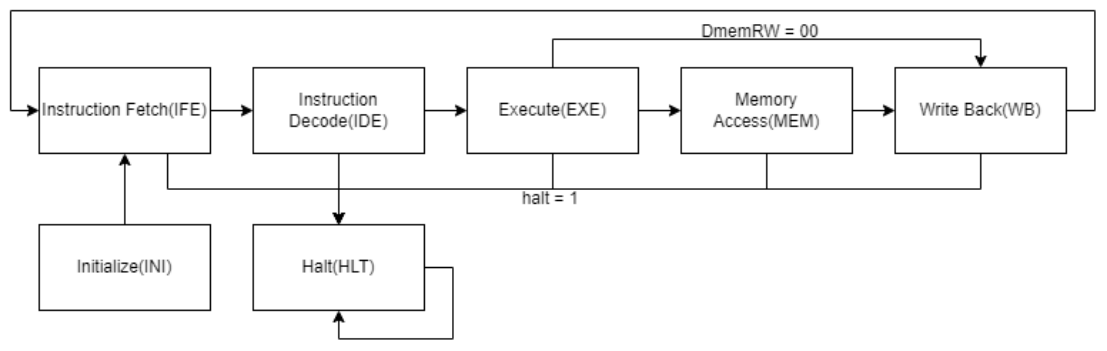 DmemRW = 00
Instruction Fetch(IFE)
Instruction
Decode(IDE)
Execute(EXE)
Memory
Access(MEM)
Write Back(WB)
halt = 1
Initialize(INI)
Halt(HLT)